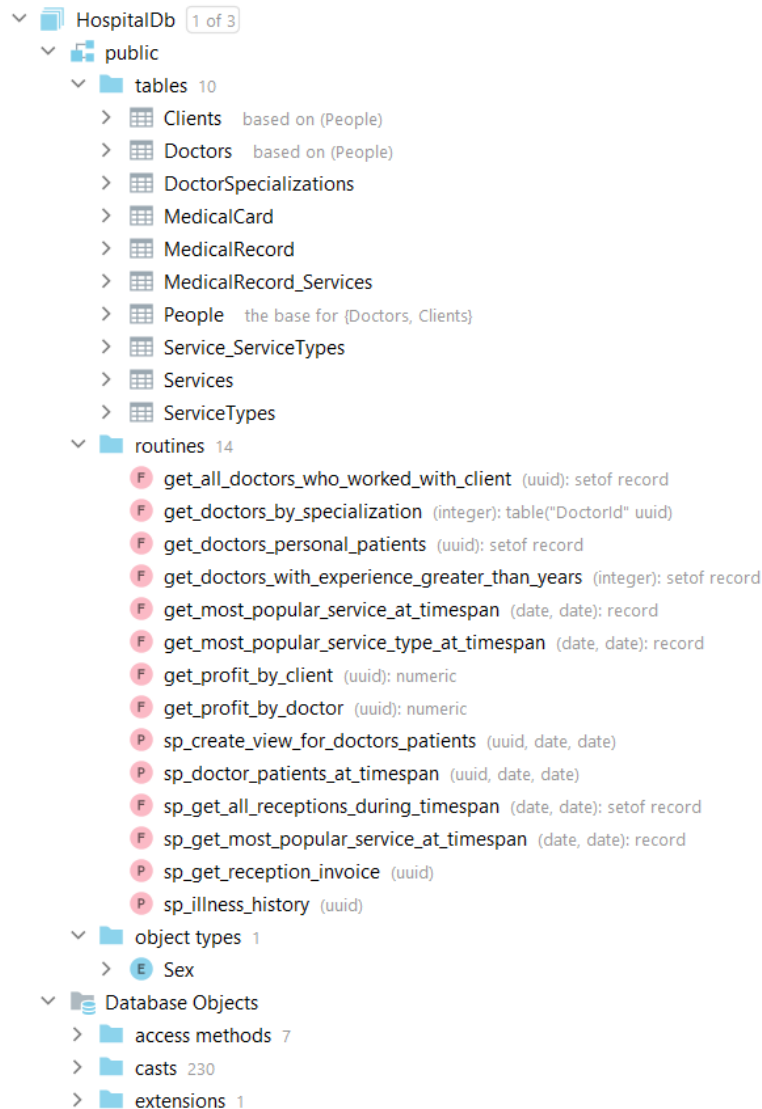 HospitalDb 1 of 3
public
tables 10
Clients based on (People)
Doctors based on (People)
DoctorSpecializations
MedicalCard
MedicalRecord
MedicalRecord_Services
People the base for {Doctors, Clients}
Service_ServiceTypes
Services
ServiceTypes
routines 14
F get_all_doctors_who_worked_with_client (uuid): setof record
F get_doctors_by_specialization (integer): table("DoctorId" uuid)
F get_doctors_personal_patients (uuid): setof record
F get_doctors_with_experience_greater_than_years (integer): setof record
F get_most_popular_service_at_timespan (date, date): record
F get_most_popular_service_type_at_timespan (date, date): record
F get_profit_by_client (uuid): numeric
F get_profit_by_doctor (uuid): numeric
P sp_create_view_for_doctors_patients (uuid, date, date)
P sp_doctor_patients_at_timespan (uuid, date, date)
F sp_get_all_receptions_during_timespan (date, date): setof record
F sp_get_most_popular_service_at_timespan (date, date): record
P sp_get_reception_invoice (uuid)
P sp_illness_history (uuid)
object types 1
E Sex
Database Objects
access methods 7
casts 230
extensions 1